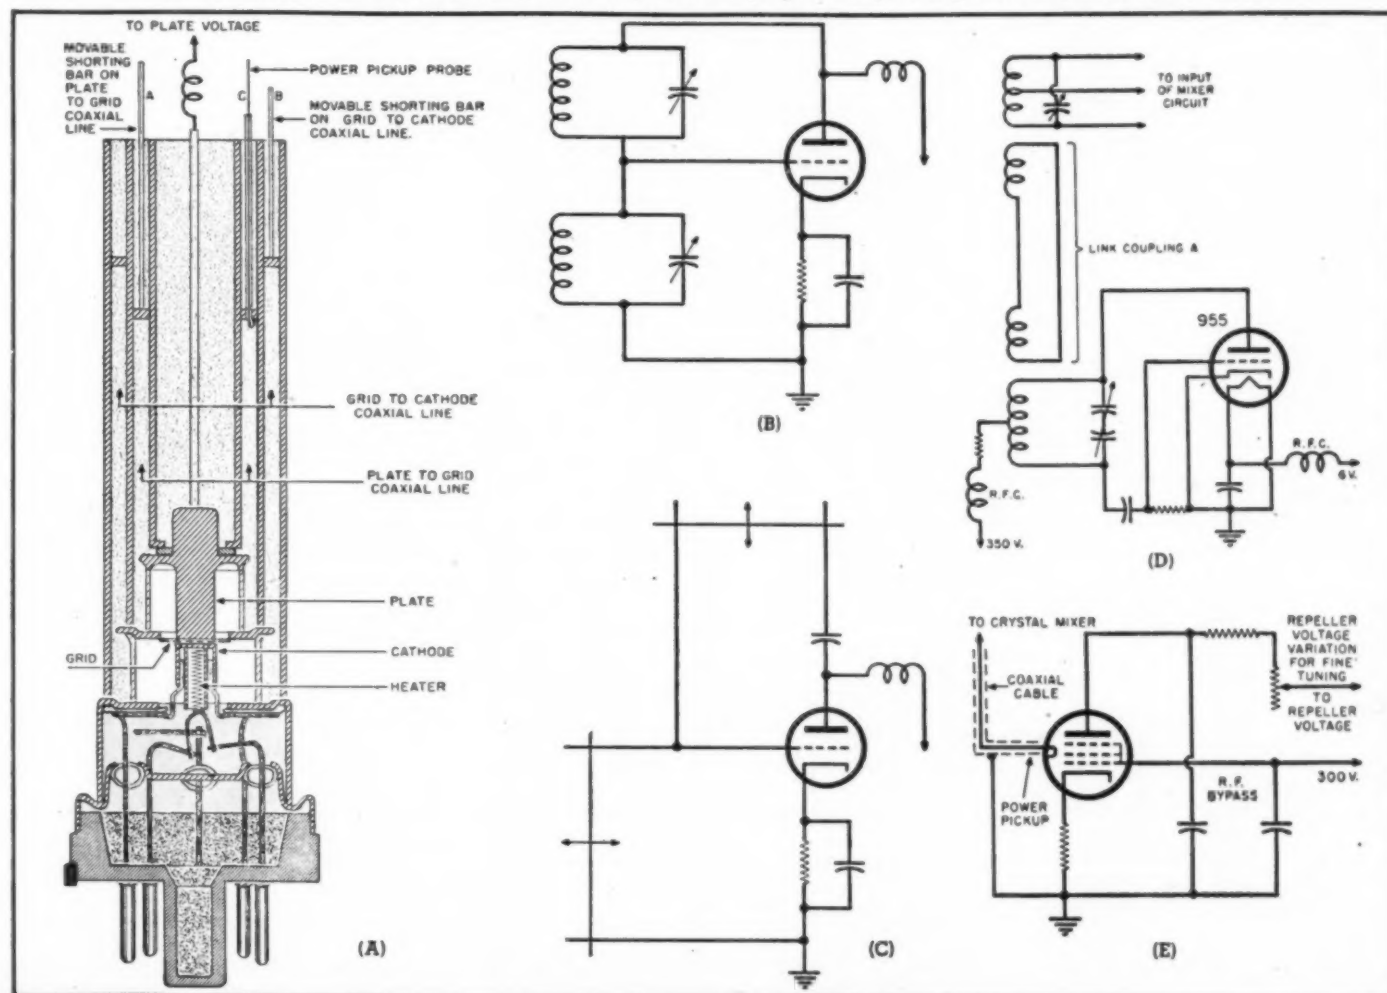 TO PLATE VOLTAGE
MOVABLE
SHORTING
BAR ON
PLATE
TO GRID
COAXIAL
LINE
A
C
B
POWER PICKUP PROBE
MOVABLE SHORTING BAR
ON GRID TO CATHODE
COAXIAL LINE.
GRID TO CATHODE
COAXIAL LINE
PLATE TO GRID
COAXIAL LINE
PLATE
GRID
CATHODE
HEATER
(A)
(B)
(C)
TO INPUT
OF MIXER
CIRCUIT
LINK COUPLING A
955
R.F.C.
6V.
R.F.C.
350 V.
(D)
TO CRYSTAL MIXER
COAXIAL
CABLE
POWER
PICKUP
REPELLER
VOLTAGE
VARIATION
FOR FINE
TUNING
TO
REPELLER
VOLTAGE
R.F.
BYPASS
300 V.
(E)